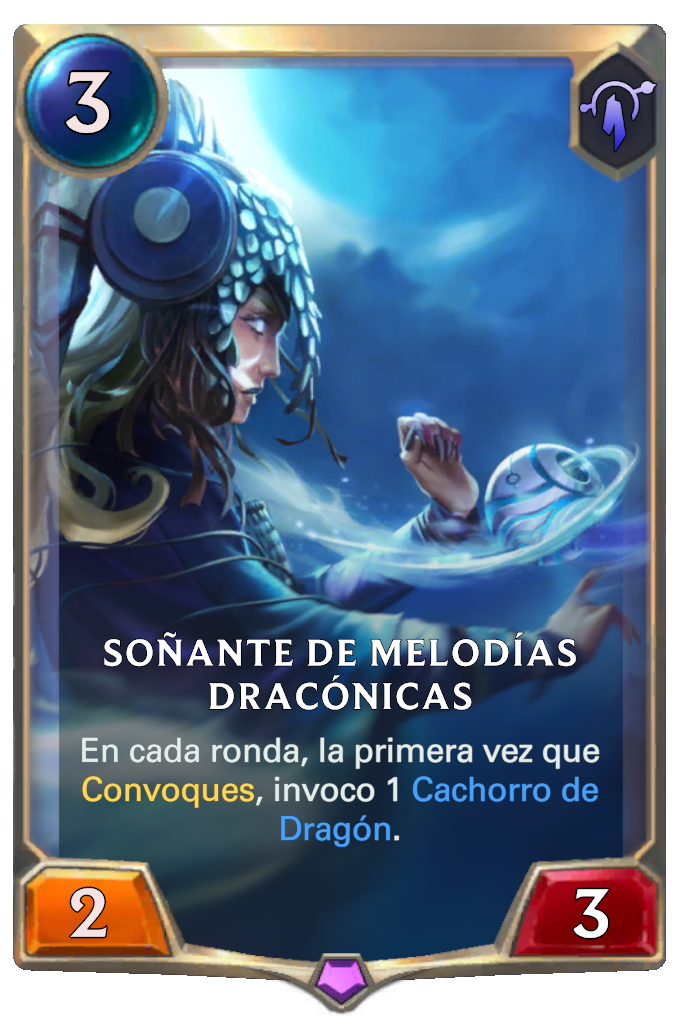 3
SOÑANTE DE MELODÍAS
DRACÓNICAS
En cada ronda, la primera vez que
Convoques, invoco 1 Cachorro de
Dragón.
2
3